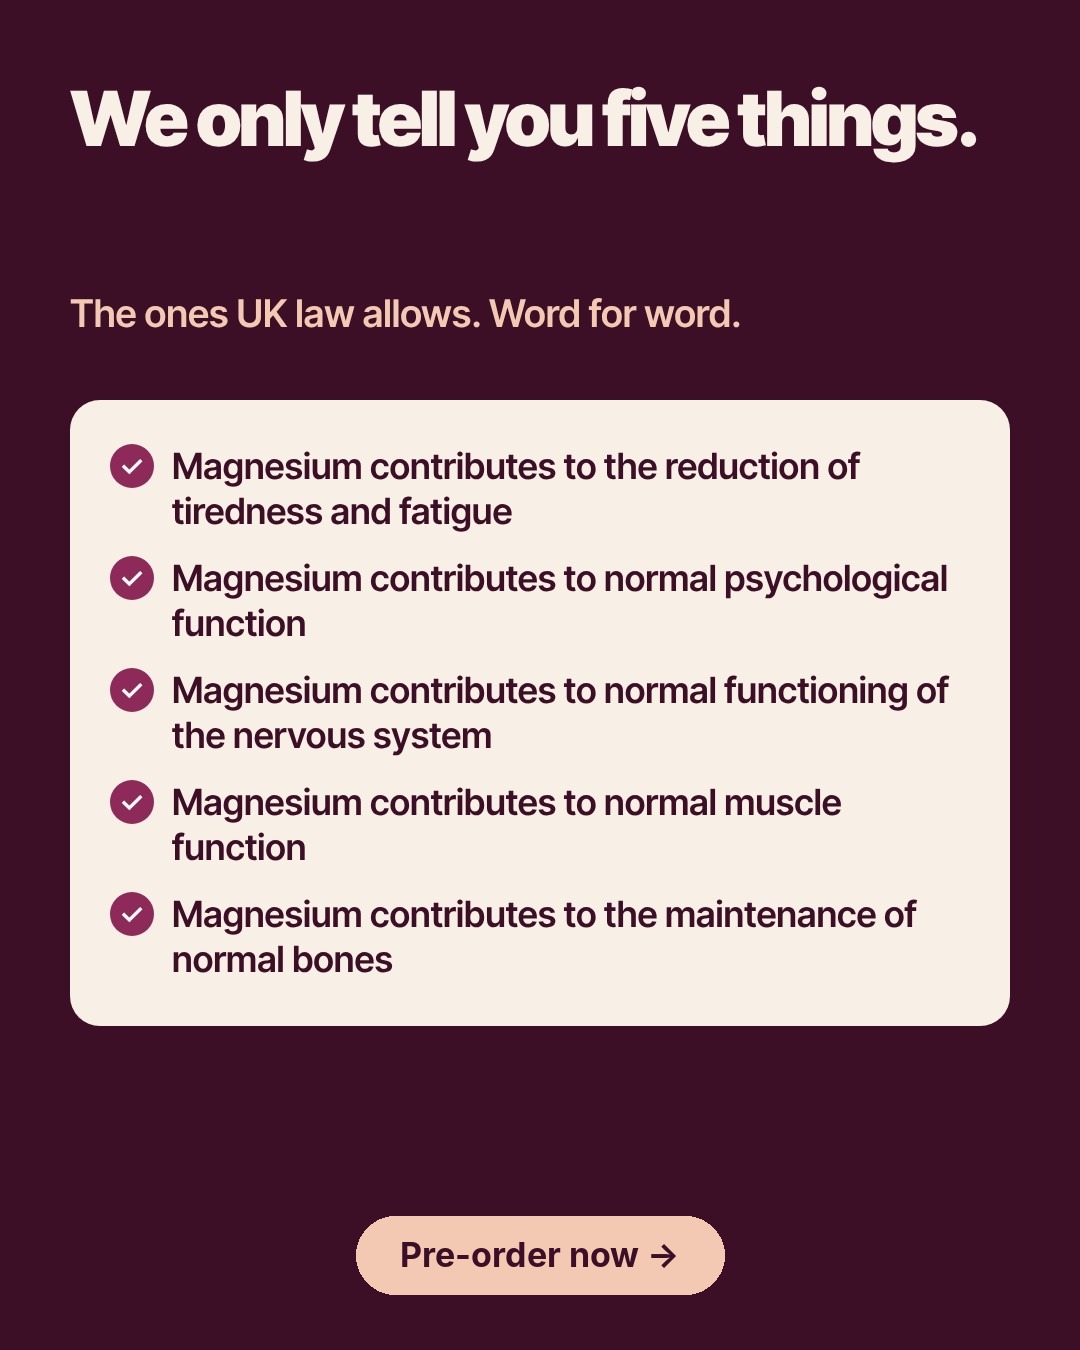 We only tell you five things.
The ones UK law allows. Word for word.
Magnesium contributes to the reduction of
tiredness and fatigue
Magnesium contributes to normal psychological
function
Magnesium contributes to normal functioning of
the nervous system
Magnesium contributes to normal muscle
function
Magnesium contributes to the maintenance of
normal bones
Pre-order now →